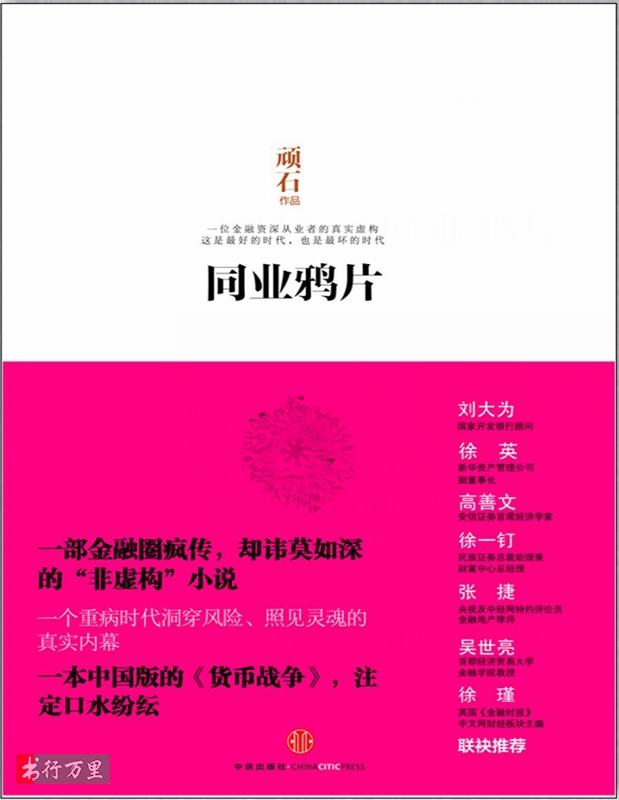 顽石
作品
一位金融资深从业者的真实虚构
这是最好的时代，也是最坏的时代
同业鸦片
刘大为
国家开发银行顾问
徐 英
新华资产管理公司
副董事长
高善文
安信证券首席经济学家
徐一钉
民族证券总裁助理兼
财富中心总经理
张 捷
央视及中经网特约评论员
金融地产律师
吴世亮
首都经济贸易大学
金融学院教授
徐 瑾
英国《金融时报》
中文网财经板块主编
联袂推荐
一部金融圈疯传，却讳莫如深
的“非虚构”小说
一个重病时代洞穿风险、照见灵魂的
真实内幕
一本中国版的《货币战争》，注
定口水纷纭
中信出版社·CHINACITICPRESS
书行万里